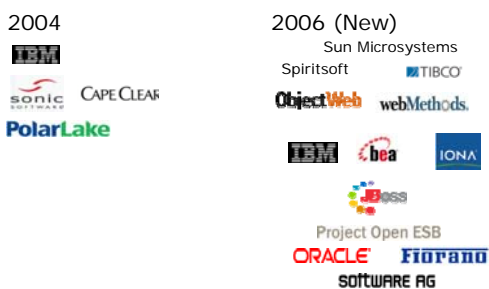 2004
IBM
sonic SOFTWARE
CAPE CLEAR
PolarLake
2006 (New)
Sun Microsystems
Spiritsoft
TIBCO
ObjectWeb
webMethods.
IBM
bea
IONA
JBoss
Project Open ESB
ORACLE
Fiorano
SOFTWARE AG